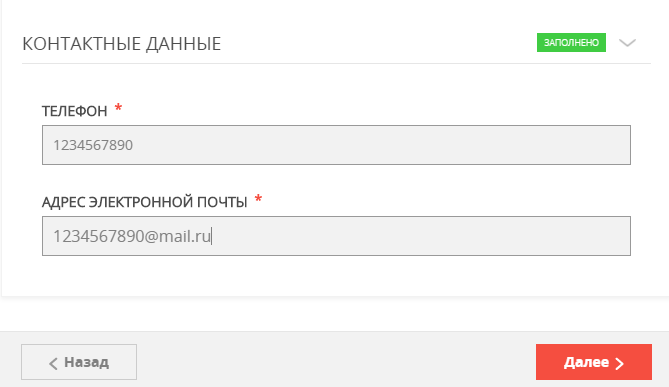 КОНТАКТНЫЕ ДАННЫЕ ЗАПОЛНЕНО
ТЕЛЕФОН *
1234567890
АДРЕС ЭЛЕКТРОННОЙ ПОЧТЫ *
1234567890@mail.ru
Назад Далее